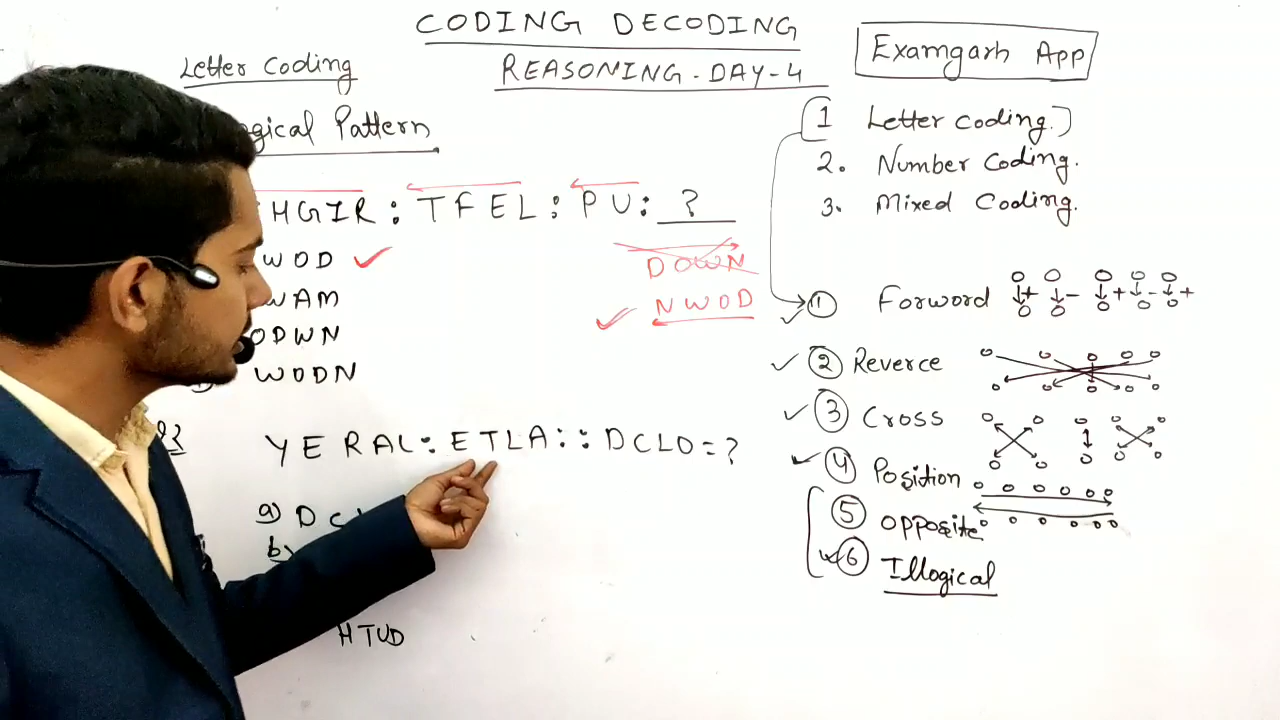 CODING DECODING
REASONING-DAY-4
Examgarh App
Letter Coding
gical Pattern
HGIR : TFEL : PU : ?
WOD
WAM
ODWN
WODN
DOWN
NWOD
1 Letter coding.)
2. Number Coding.
3. Mixed Coding.
1 Forword
+ - + - +
2 Reverce
3 Cross
4 Position
5 Opposite
6 Illogical
YERAL : ETLA :: DCLO = ?
a) DC
b)
HTUD